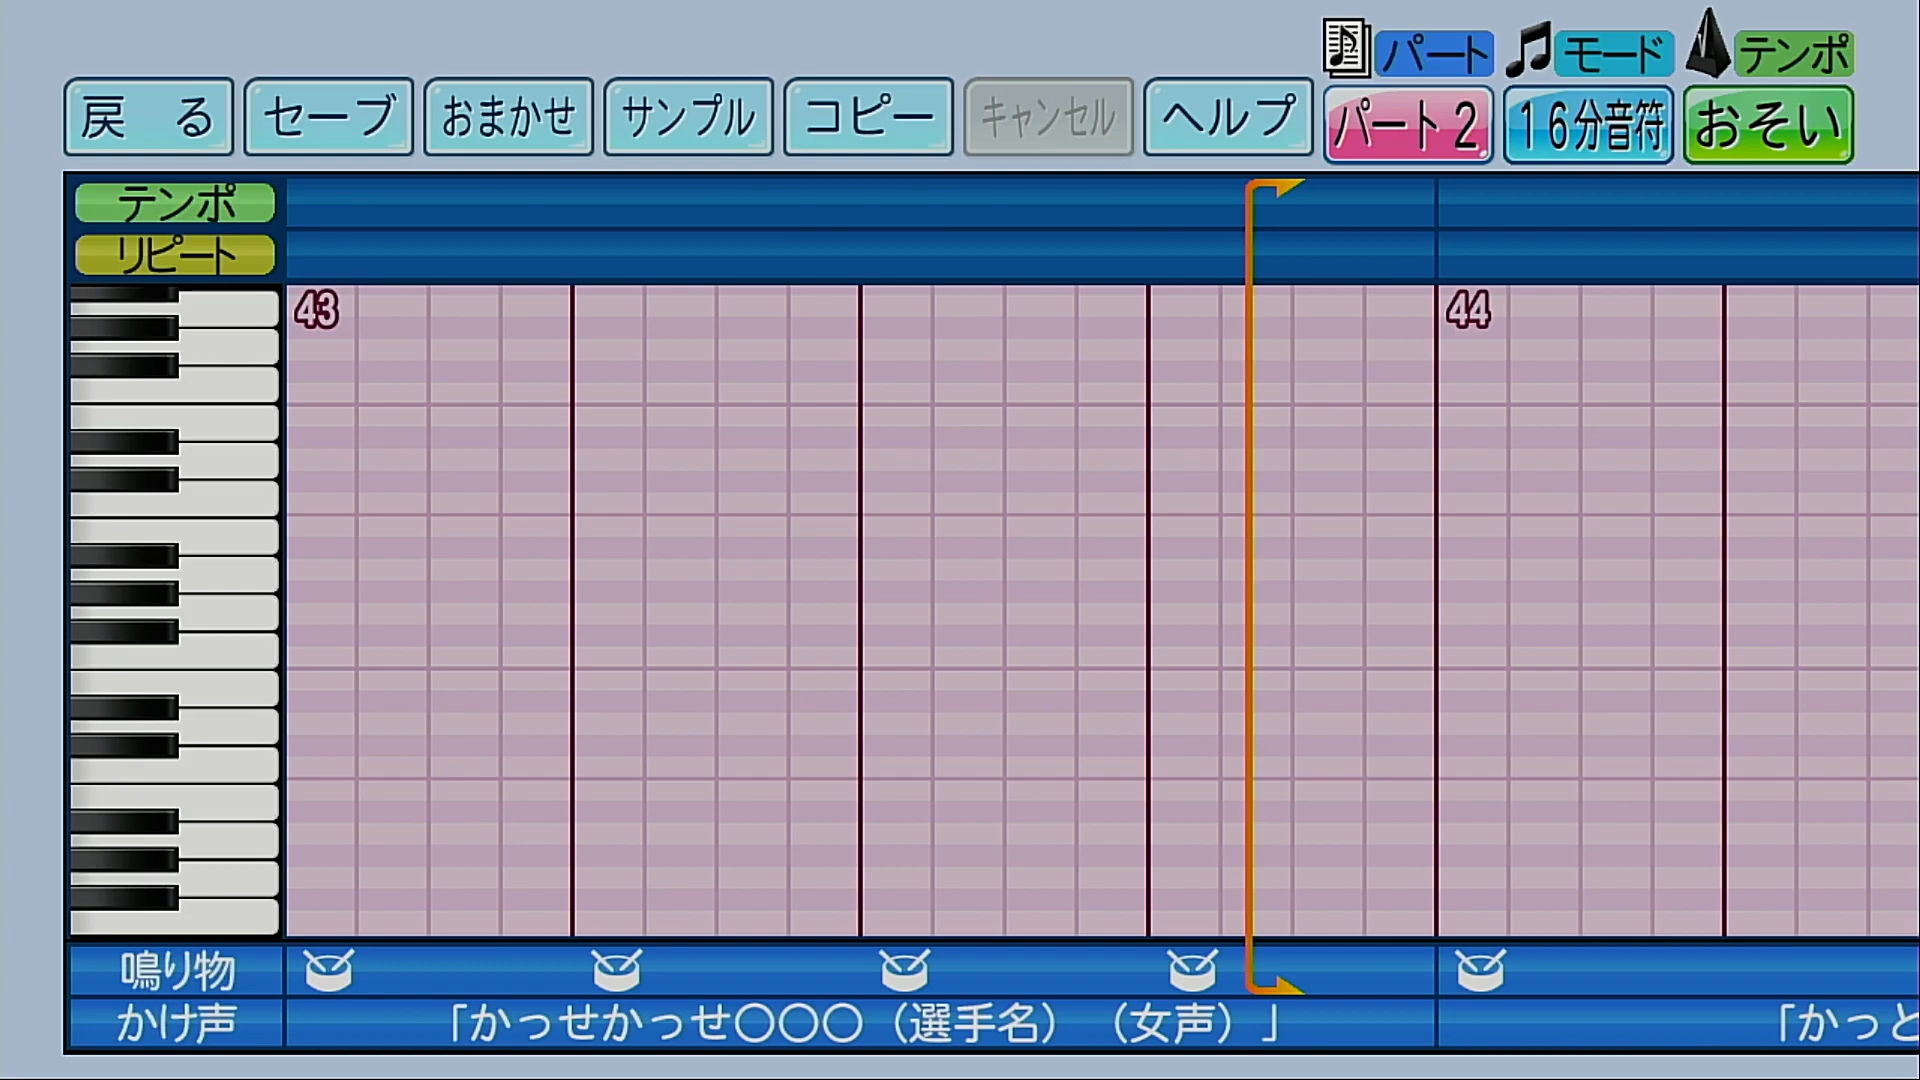 パート モード テンポ
戻 る セーブ おまかせ サンプル コピー キャンセル ヘルプ パート2 16分音符 おそい
テンポ
リピート
43 44
鳴り物
かけ声 「かっせかっせ〇〇〇（選手名）（女声）」 「かっと